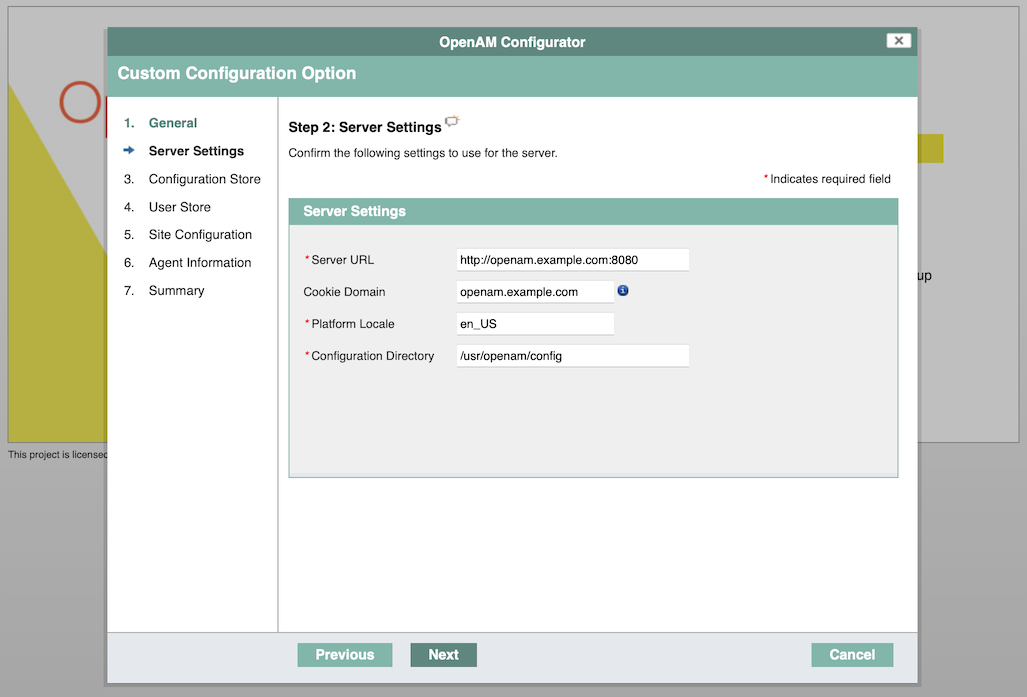 OpenAM Configurator
Custom Configuration Option
1. General
Server Settings
3. Configuration Store
4. User Store
5. Site Configuration
6. Agent Information
7. Summary
Step 2: Server Settings
Confirm the following settings to use for the server.
* Indicates required field
Server Settings
* Server URL http://openam.example.com:8080
Cookie Domain openam.example.com
* Platform Locale en_US
* Configuration Directory /usr/openam/config
up
This project is licensed
Previous Next Cancel